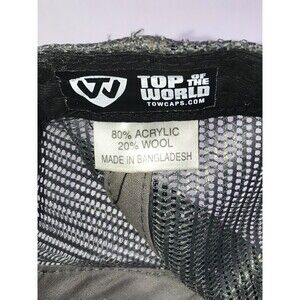 TOP OF THE
WORLD
TOWCAPS.COM
80% ACRYLIC
20% WOOL
MADE IN BANGLADESH